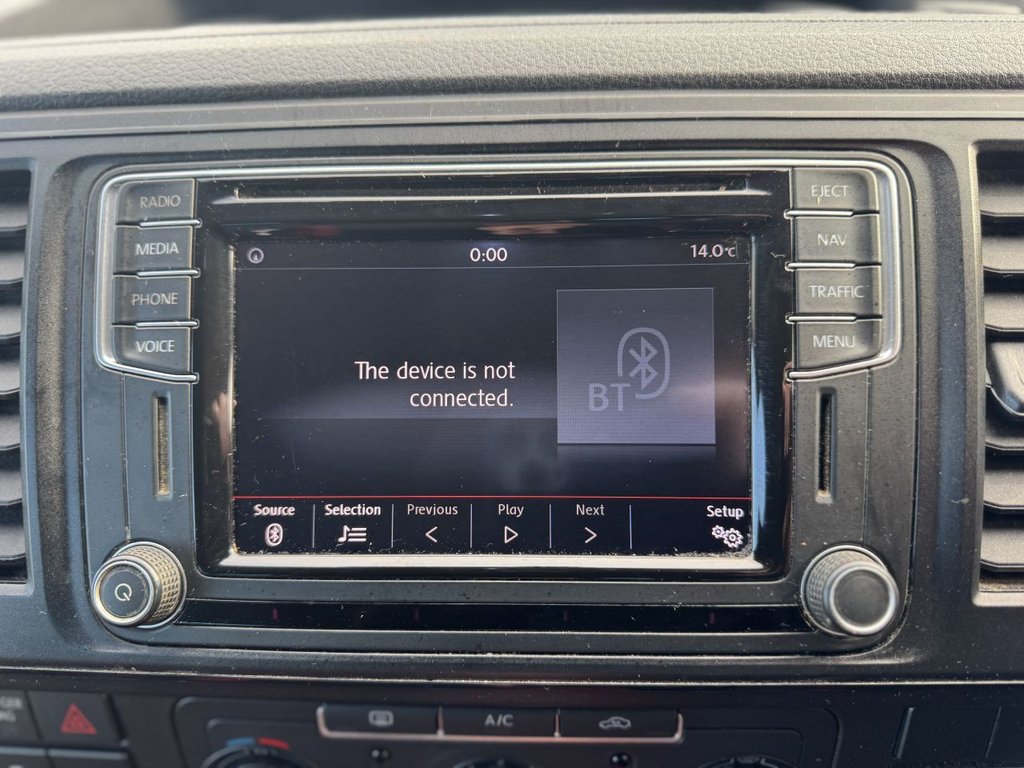 RADIO
MEDIA
PHONE
VOICE
EJECT
NAV
TRAFFIC
MENU
0:00
14.0°C
The device is not
connected.
BT
Source
Selection
Previous
Play
Next
Setup
A/C